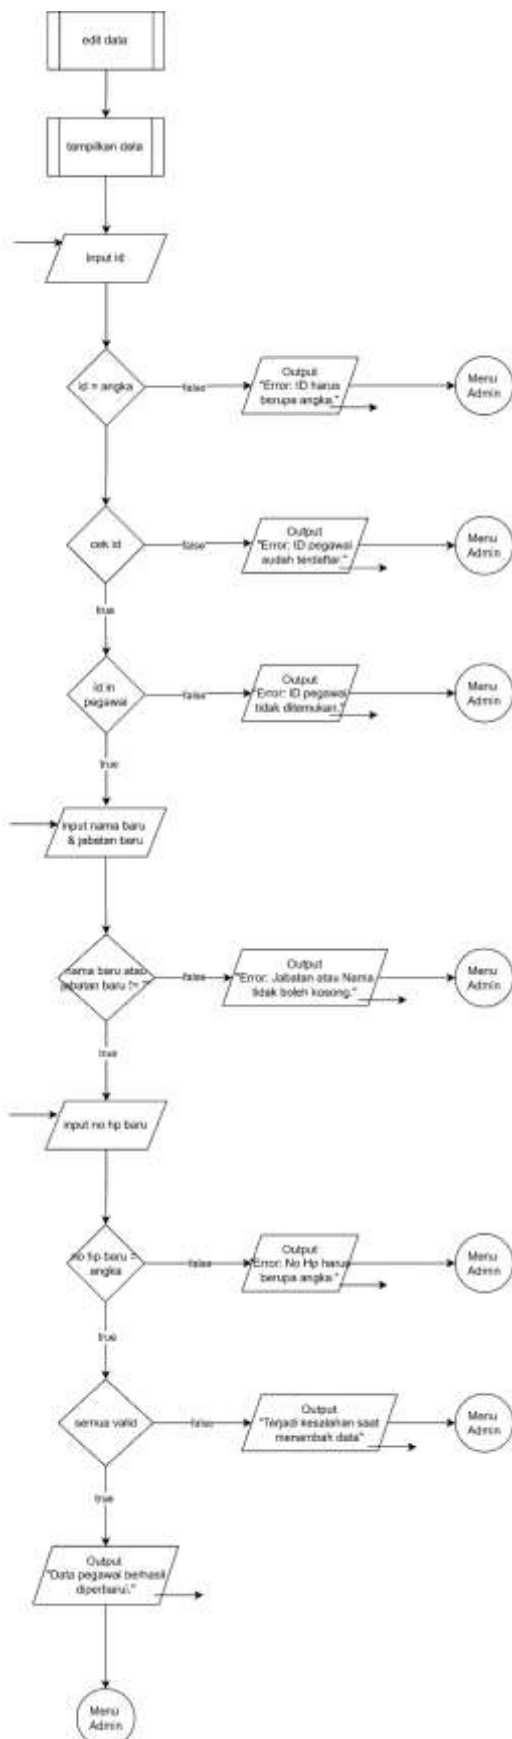 edit data
tampilkan data
Input id
id = angka
false
Output
"Error: ID harus
berupa angka."
Menu
Admin
cek id
false
Output
"Error: ID pegawai
sudah terdaftar."
Menu
Admin
true
id in
pegawai
false
Output
"Error: ID pegawai
tidak ditemukan."
Menu
Admin
true
Input nama baru
& jabatan baru
nama baru atau
jabatan baru != "
false
Output
"Error: Jabatan atau Nama
tidak boleh kosong."
Menu
Admin
true
input no hp baru
no hp baru =
angka
false
Output
"Error: No Hp harus
berupa angka."
Menu
Admin
true
semua valid
false
Output
"Terjadi kesalahan saat
menambah data"
Menu
Admin
true
Output
"Data pegawai berhasil
diperbarui."
Menu
Admin